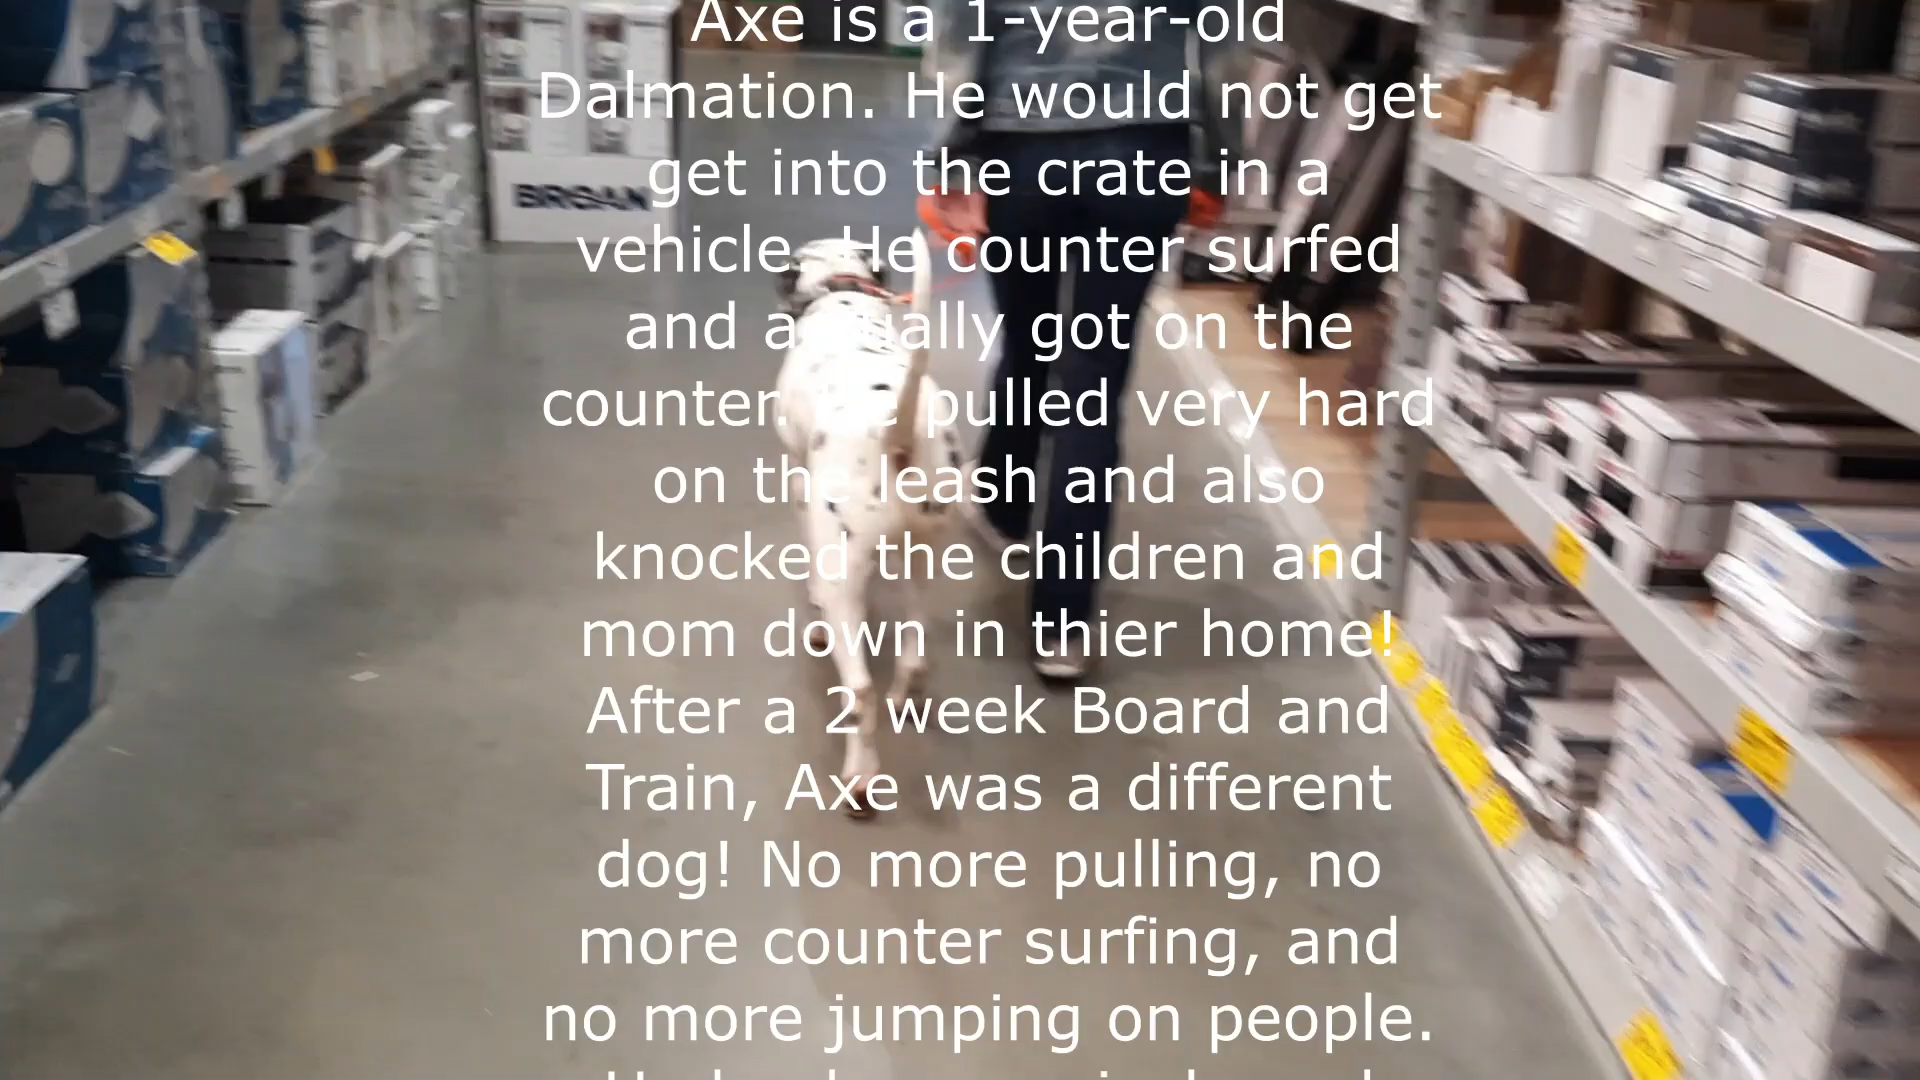 Axe is a 1-year-old
Dalmation. He would not get
get into the crate in a
BIRGAN
vehicle. He counter surfed
and actually got on the
counter. He pulled very hard
on the leash and also
knocked the children and
mom down in thier home!
After a 2 week Board and
Train, Axe was a different
dog! No more pulling, no
more counter surfing, and
no more jumping on people.